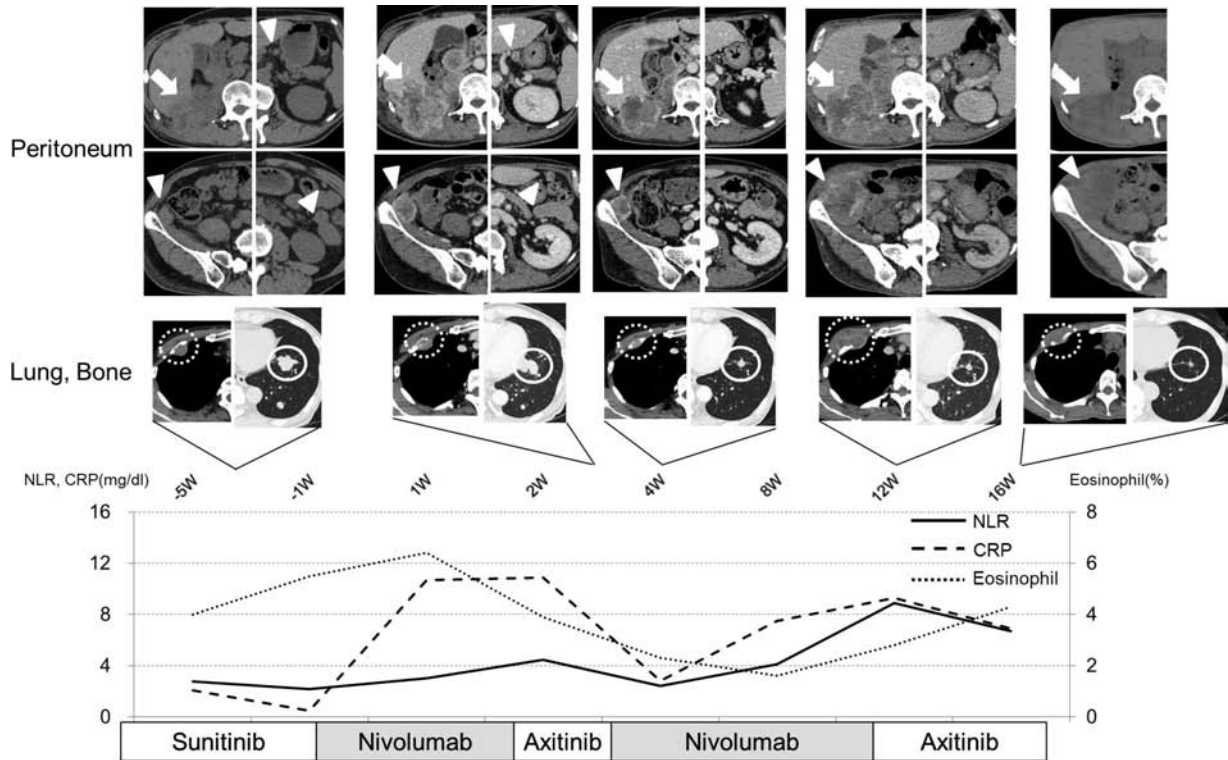 Peritoneum
Lung, Bone
NLR, CRP(mg/dl)
-5W
-1W
1W
2W
4W
8W
12W
16W
Eosinophil(%)
16
12
8
4
0
8
6
4
2
0
NLR
CRP
Eosinophil
Sunitinib
Nivolumab
Axitinib
Nivolumab
Axitinib